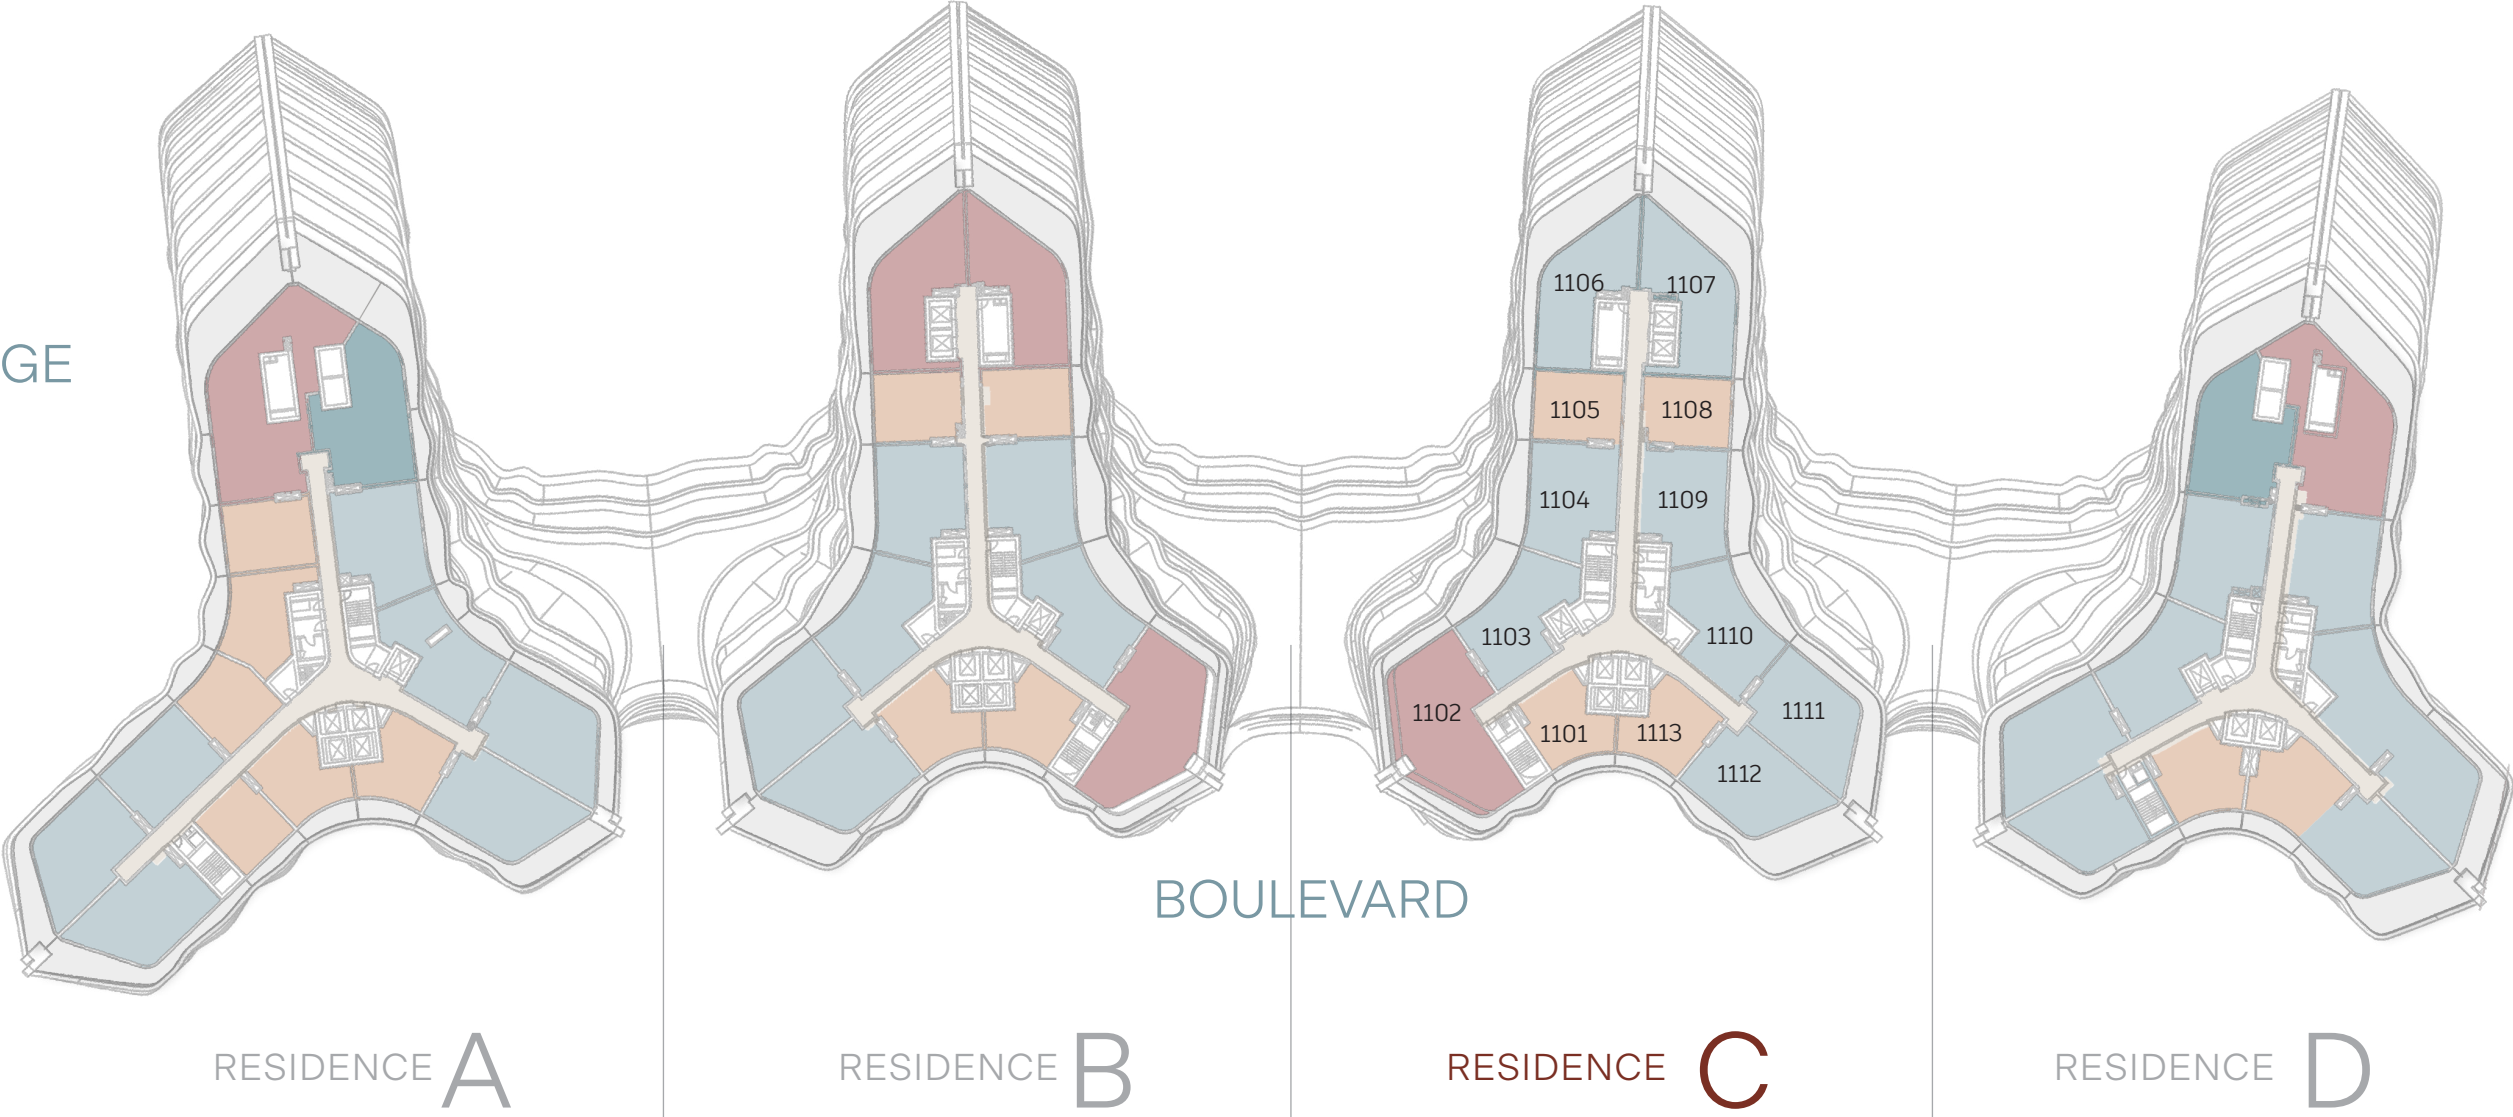 GE
1106
1107
1105
1108
1104
1109
1103
1110
1102
1101
1113
1111
1112
BOULEVARD
RESIDENCE A
RESIDENCE B
RESIDENCE C
RESIDENCE D